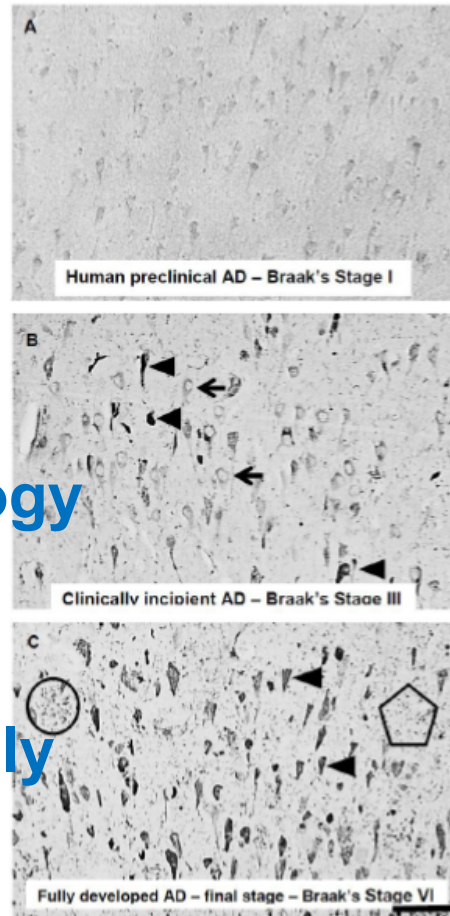 A
Human preclinical AD – Braak's Stage I
B
ogy
Clinically incipient AD – Braak's Stage III
C
ly
Fully developed AD – final stage – Braak's Stage VI